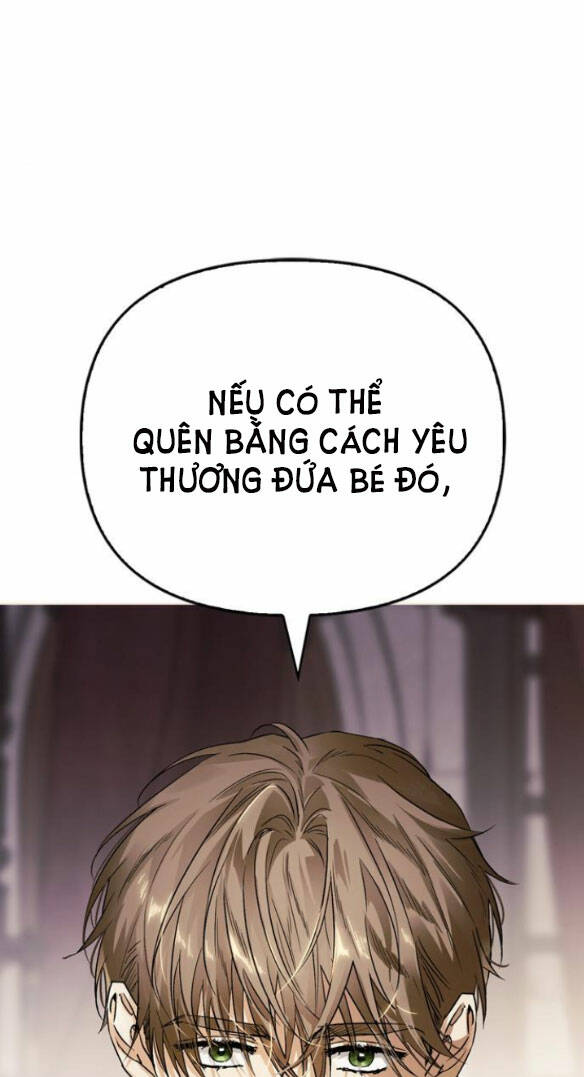 NẾU CÓ THỂ
QUÊN BẰNG CÁCH YÊU
THƯƠNG ĐỨA BÉ ĐÓ,